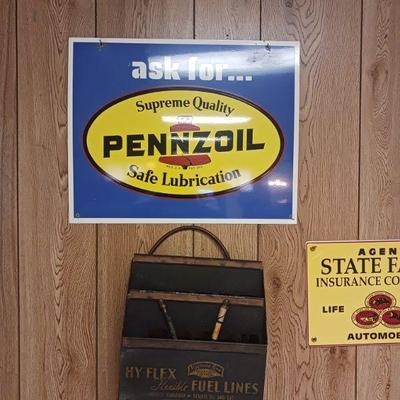 ask for...
Supreme Quality
PENNZOIL
Safe Lubrication
AGEN
STATE FA
INSURANCE CO
LIFE
AUTOMOB
HY-FLEX
Flexible FUEL LINES